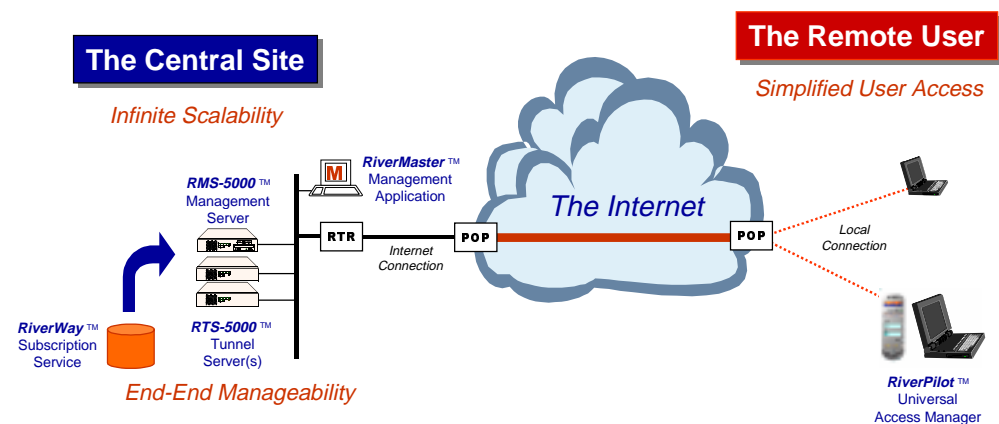 The Central Site
Infinite Scalability
The Remote User
Simplified User Access
RMS-5000 ™
Management
Server
M
RiverMaster ™
Management
Application
The Internet
RTR
Internet
Connection
POP
POP
Local
Connection
RiverWay ™
Subscription
Service
RTS-5000 ™
Tunnel
Server(s)
End-End Manageability
RiverPilot ™
Universal
Access Manager